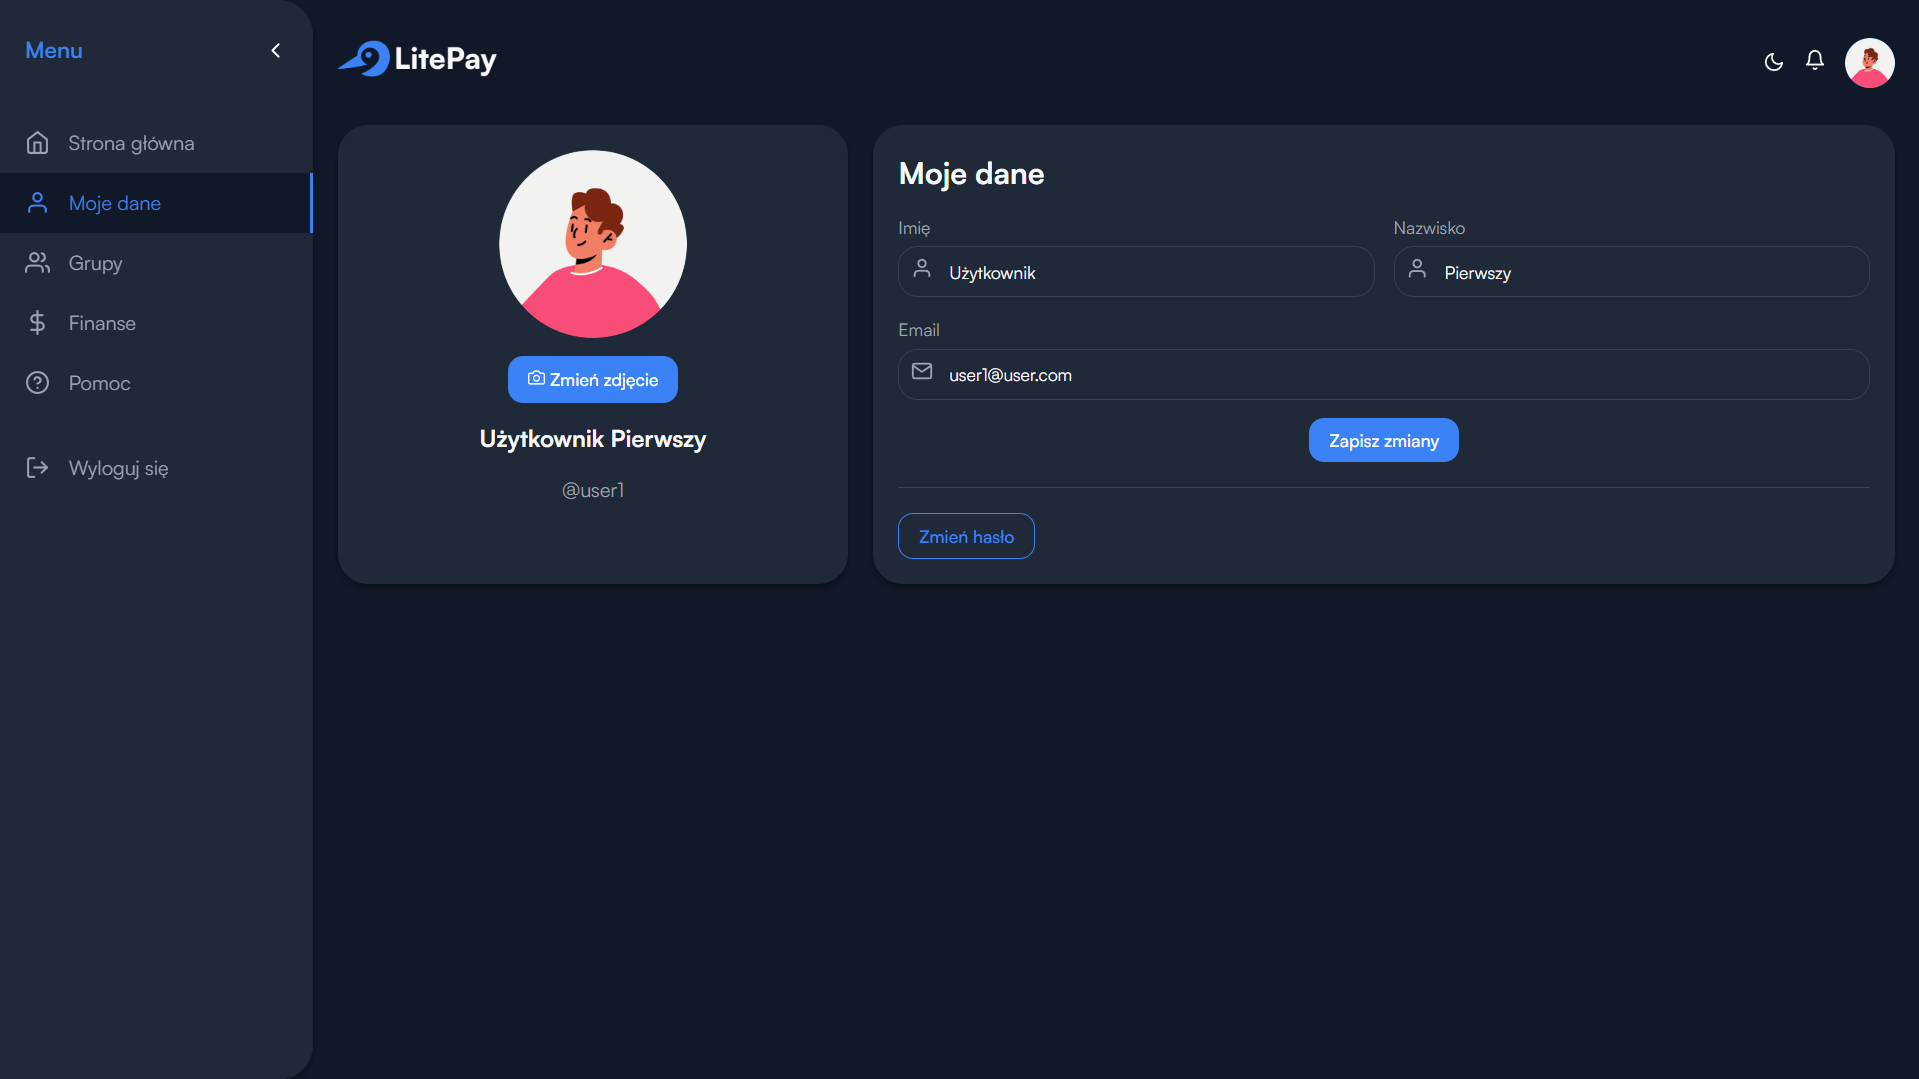 Menu
Strona główna
Moje dane
Grupy
Finanse
Pomoc
Wyloguj się
LitePay
Zmień zdjęcie
Użytkownik Pierwszy
@user1
Moje dane
Imię
Nazwisko
Użytkownik
Pierwszy
Email
user1@user.com
Zapisz zmiany
Zmień hasło